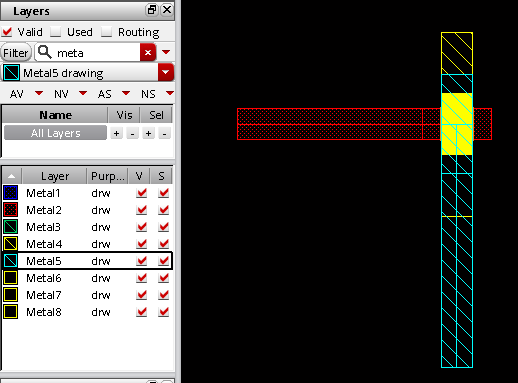 Layers
Valid Used Routing
Filter meta
Metal5 drawing
AV NV AS NS
Name Vis Sel
All Layers + - + -
Layer Purp... V S
Metal1 drw
Metal2 drw
Metal3 drw
Metal4 drw
Metal5 drw
Metal6 drw
Metal7 drw
Metal8 drw